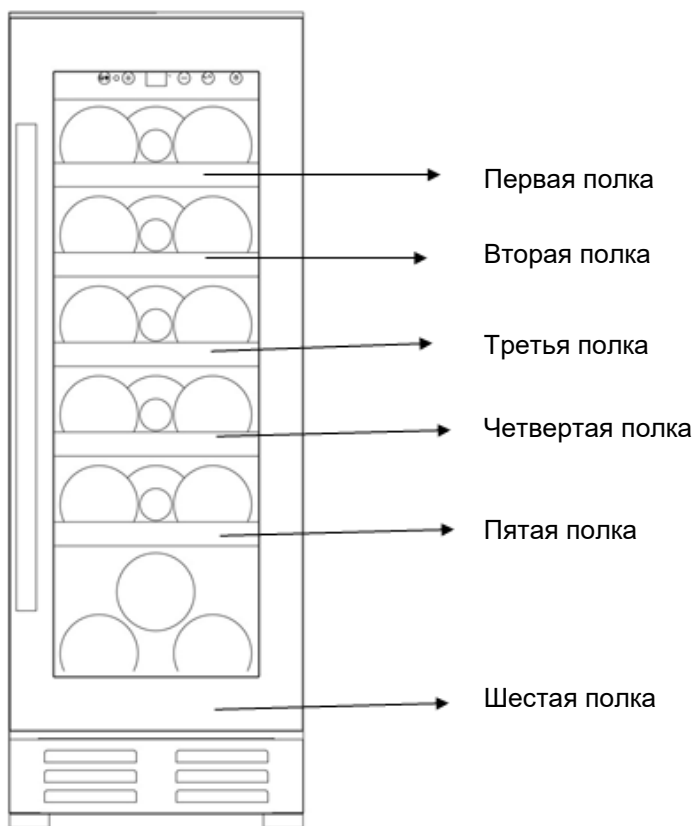 Первая полка
Вторая полка
Третья полка
Четвертая полка
Пятая полка
Шестая полка